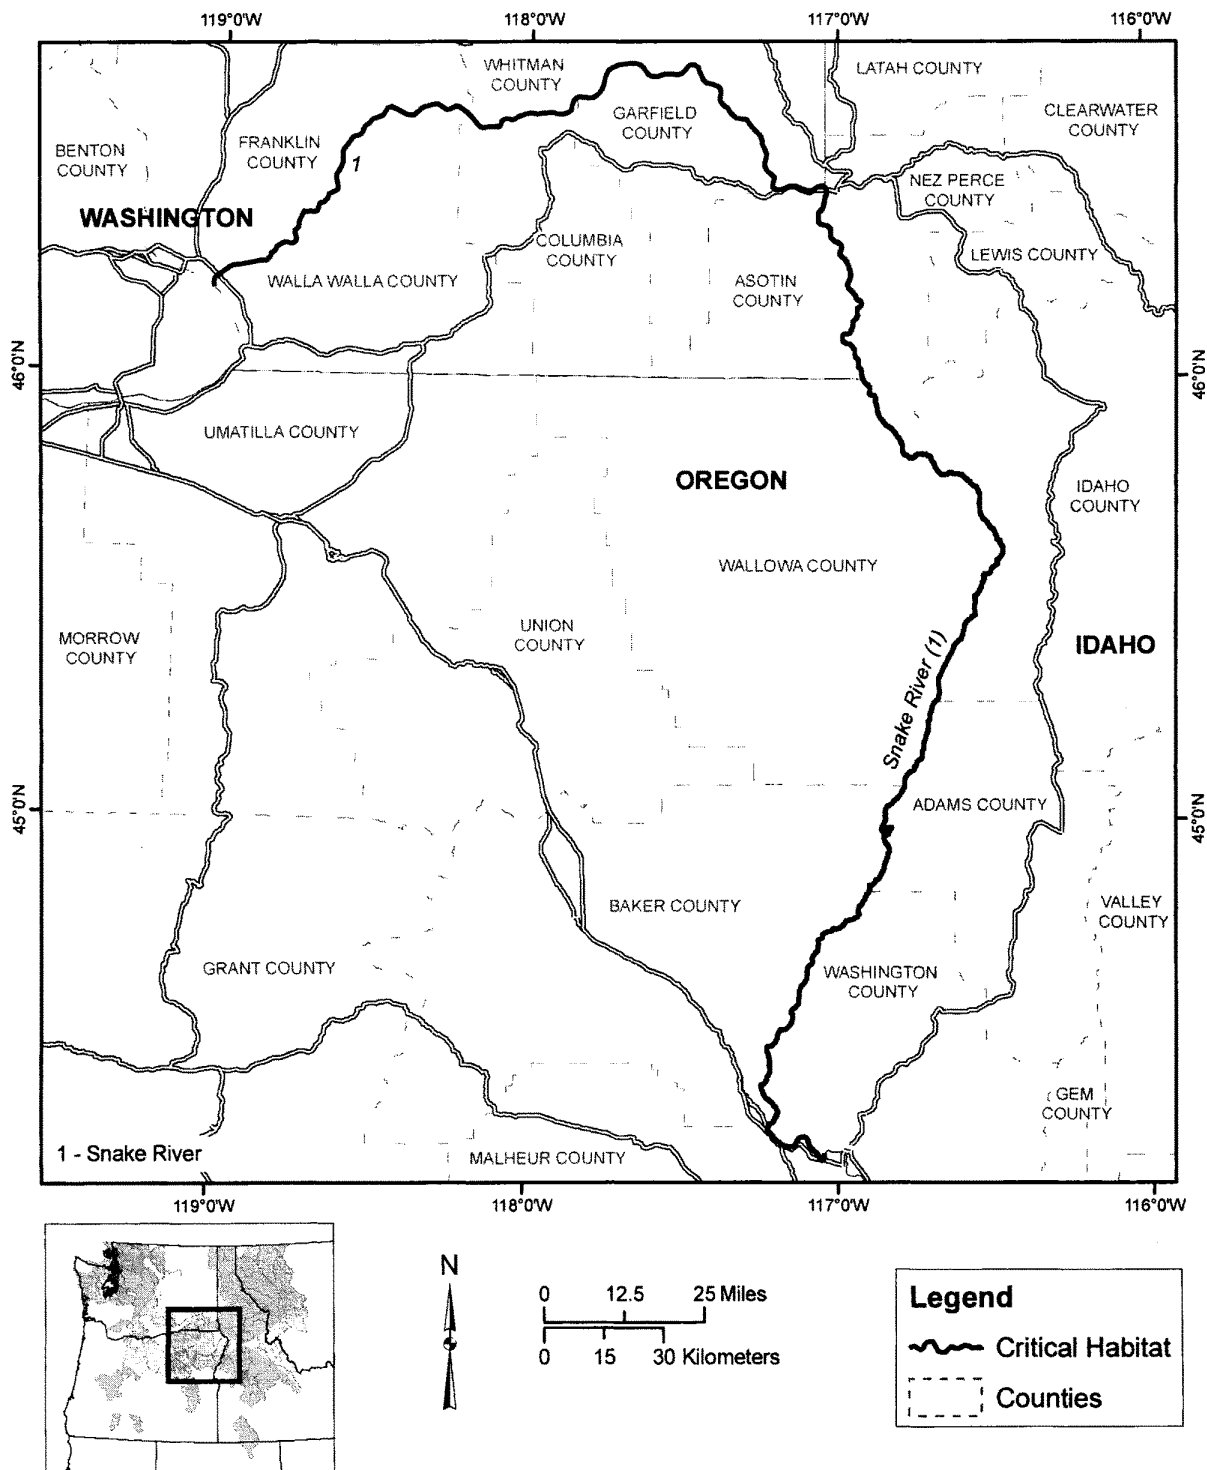 119°0'W
118°0'W
117°0'W
116°0'W
WHITMAN
COUNTY
LATAH COUNTY
GARFIELD
COUNTY
CLEARWATER
COUNTY
FRANKLIN
COUNTY
BENTON
COUNTY
1
NEZ PERCE
COUNTY
WASHINGTON
COLUMBIA
COUNTY
LEWIS COUNTY
WALLA WALLA COUNTY
ASOTIN
COUNTY
46°0'N
46°0'N
UMATILLA COUNTY
OREGON
IDAHO
COUNTY
WALLOWA COUNTY
UNION
COUNTY
MORROW
COUNTY
IDAHO
Snake River (1)
45°0'N
45°0'N
ADAMS COUNTY
BAKER COUNTY
VALLEY
COUNTY
GRANT COUNTY
WASHINGTON
COUNTY
GEM
COUNTY
1 - Snake River
MALHEUR COUNTY
119°0'W
118°0'W
117°0'W
116°0'W
N
0 12.5 25 Miles
0 15 30 Kilometers
Legend
Critical Habitat
Counties